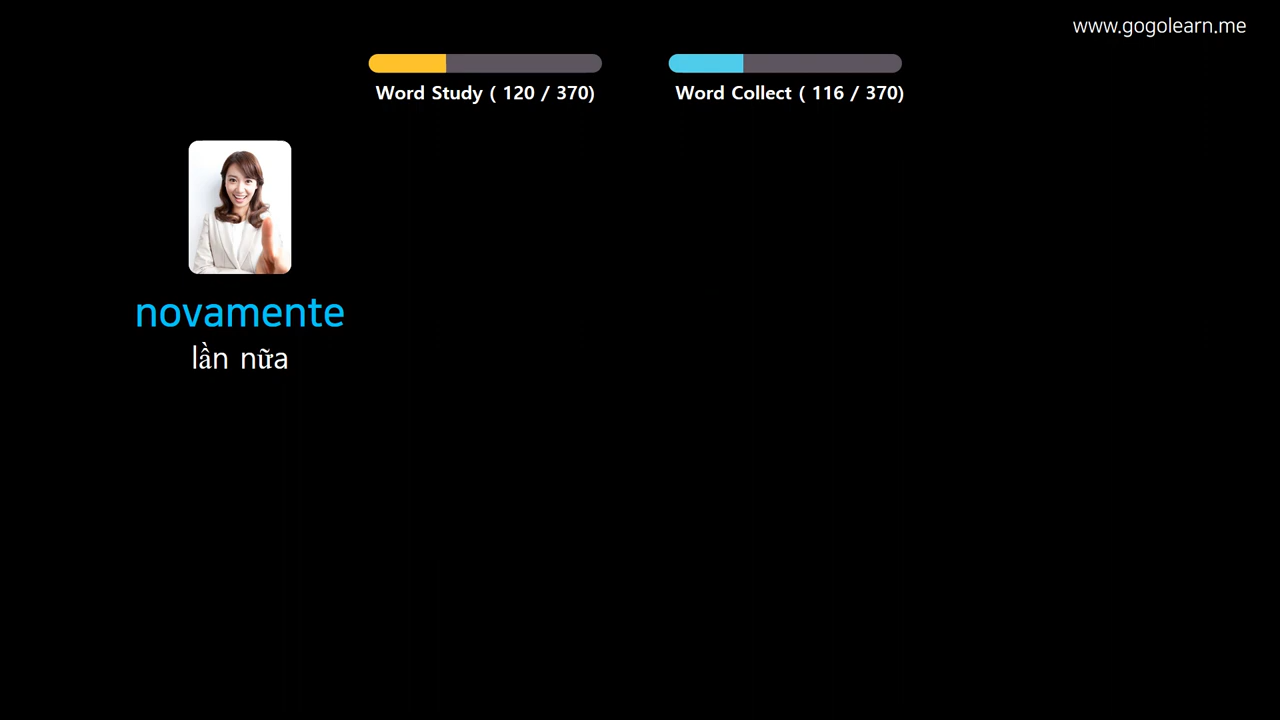 www.gogolearn.me
Word Study ( 120 / 370)
Word Collect ( 116 / 370)
novamente
lần nữa